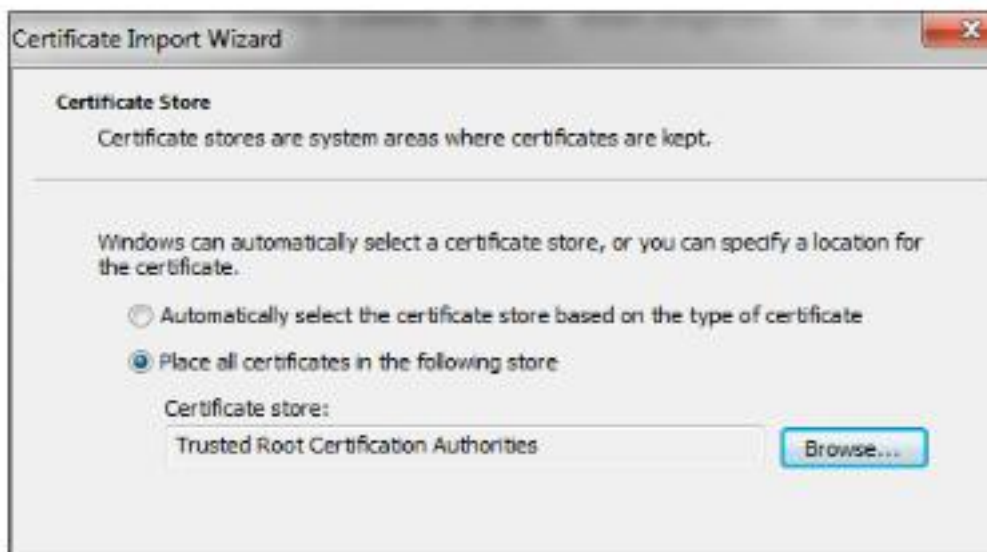 Certificate Import Wizard
Certificate Store
Certificate stores are system areas where certificates are kept.
Windows can automatically select a certificate store, or you can specify a location for
the certificate.
Automatically select the certificate store based on the type of certificate
Place all certificates in the following store
Certificate store:
Trusted Root Certification Authorities
Browse...